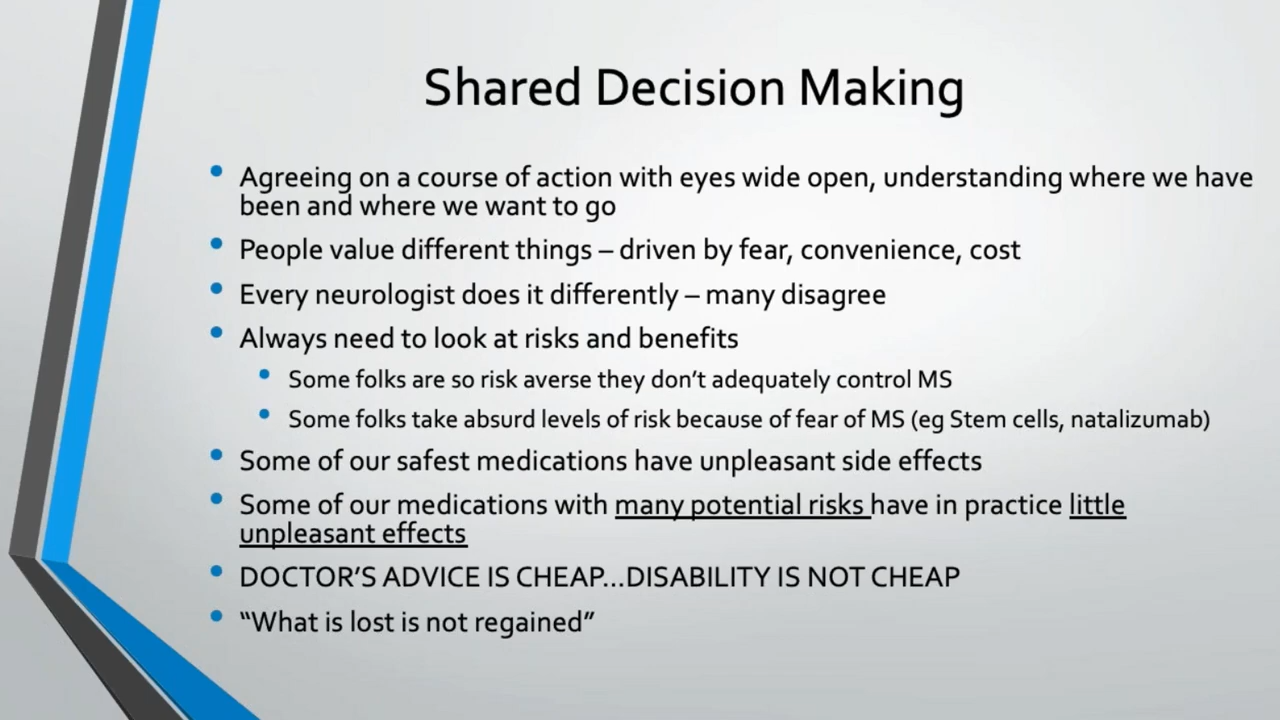 Shared Decision Making
• Agreeing on a course of action with eyes wide open, understanding where we have
been and where we want to go
• People value different things – driven by fear, convenience, cost
• Every neurologist does it differently – many disagree
• Always need to look at risks and benefits
• Some folks are so risk averse they don’t adequately control MS
• Some folks take absurd levels of risk because of fear of MS (eg Stem cells, natalizumab)
• Some of our safest medications have unpleasant side effects
• Some of our medications with many potential risks have in practice little
unpleasant effects
• DOCTOR’S ADVICE IS CHEAP...DISABILITY IS NOT CHEAP
• “What is lost is not regained”